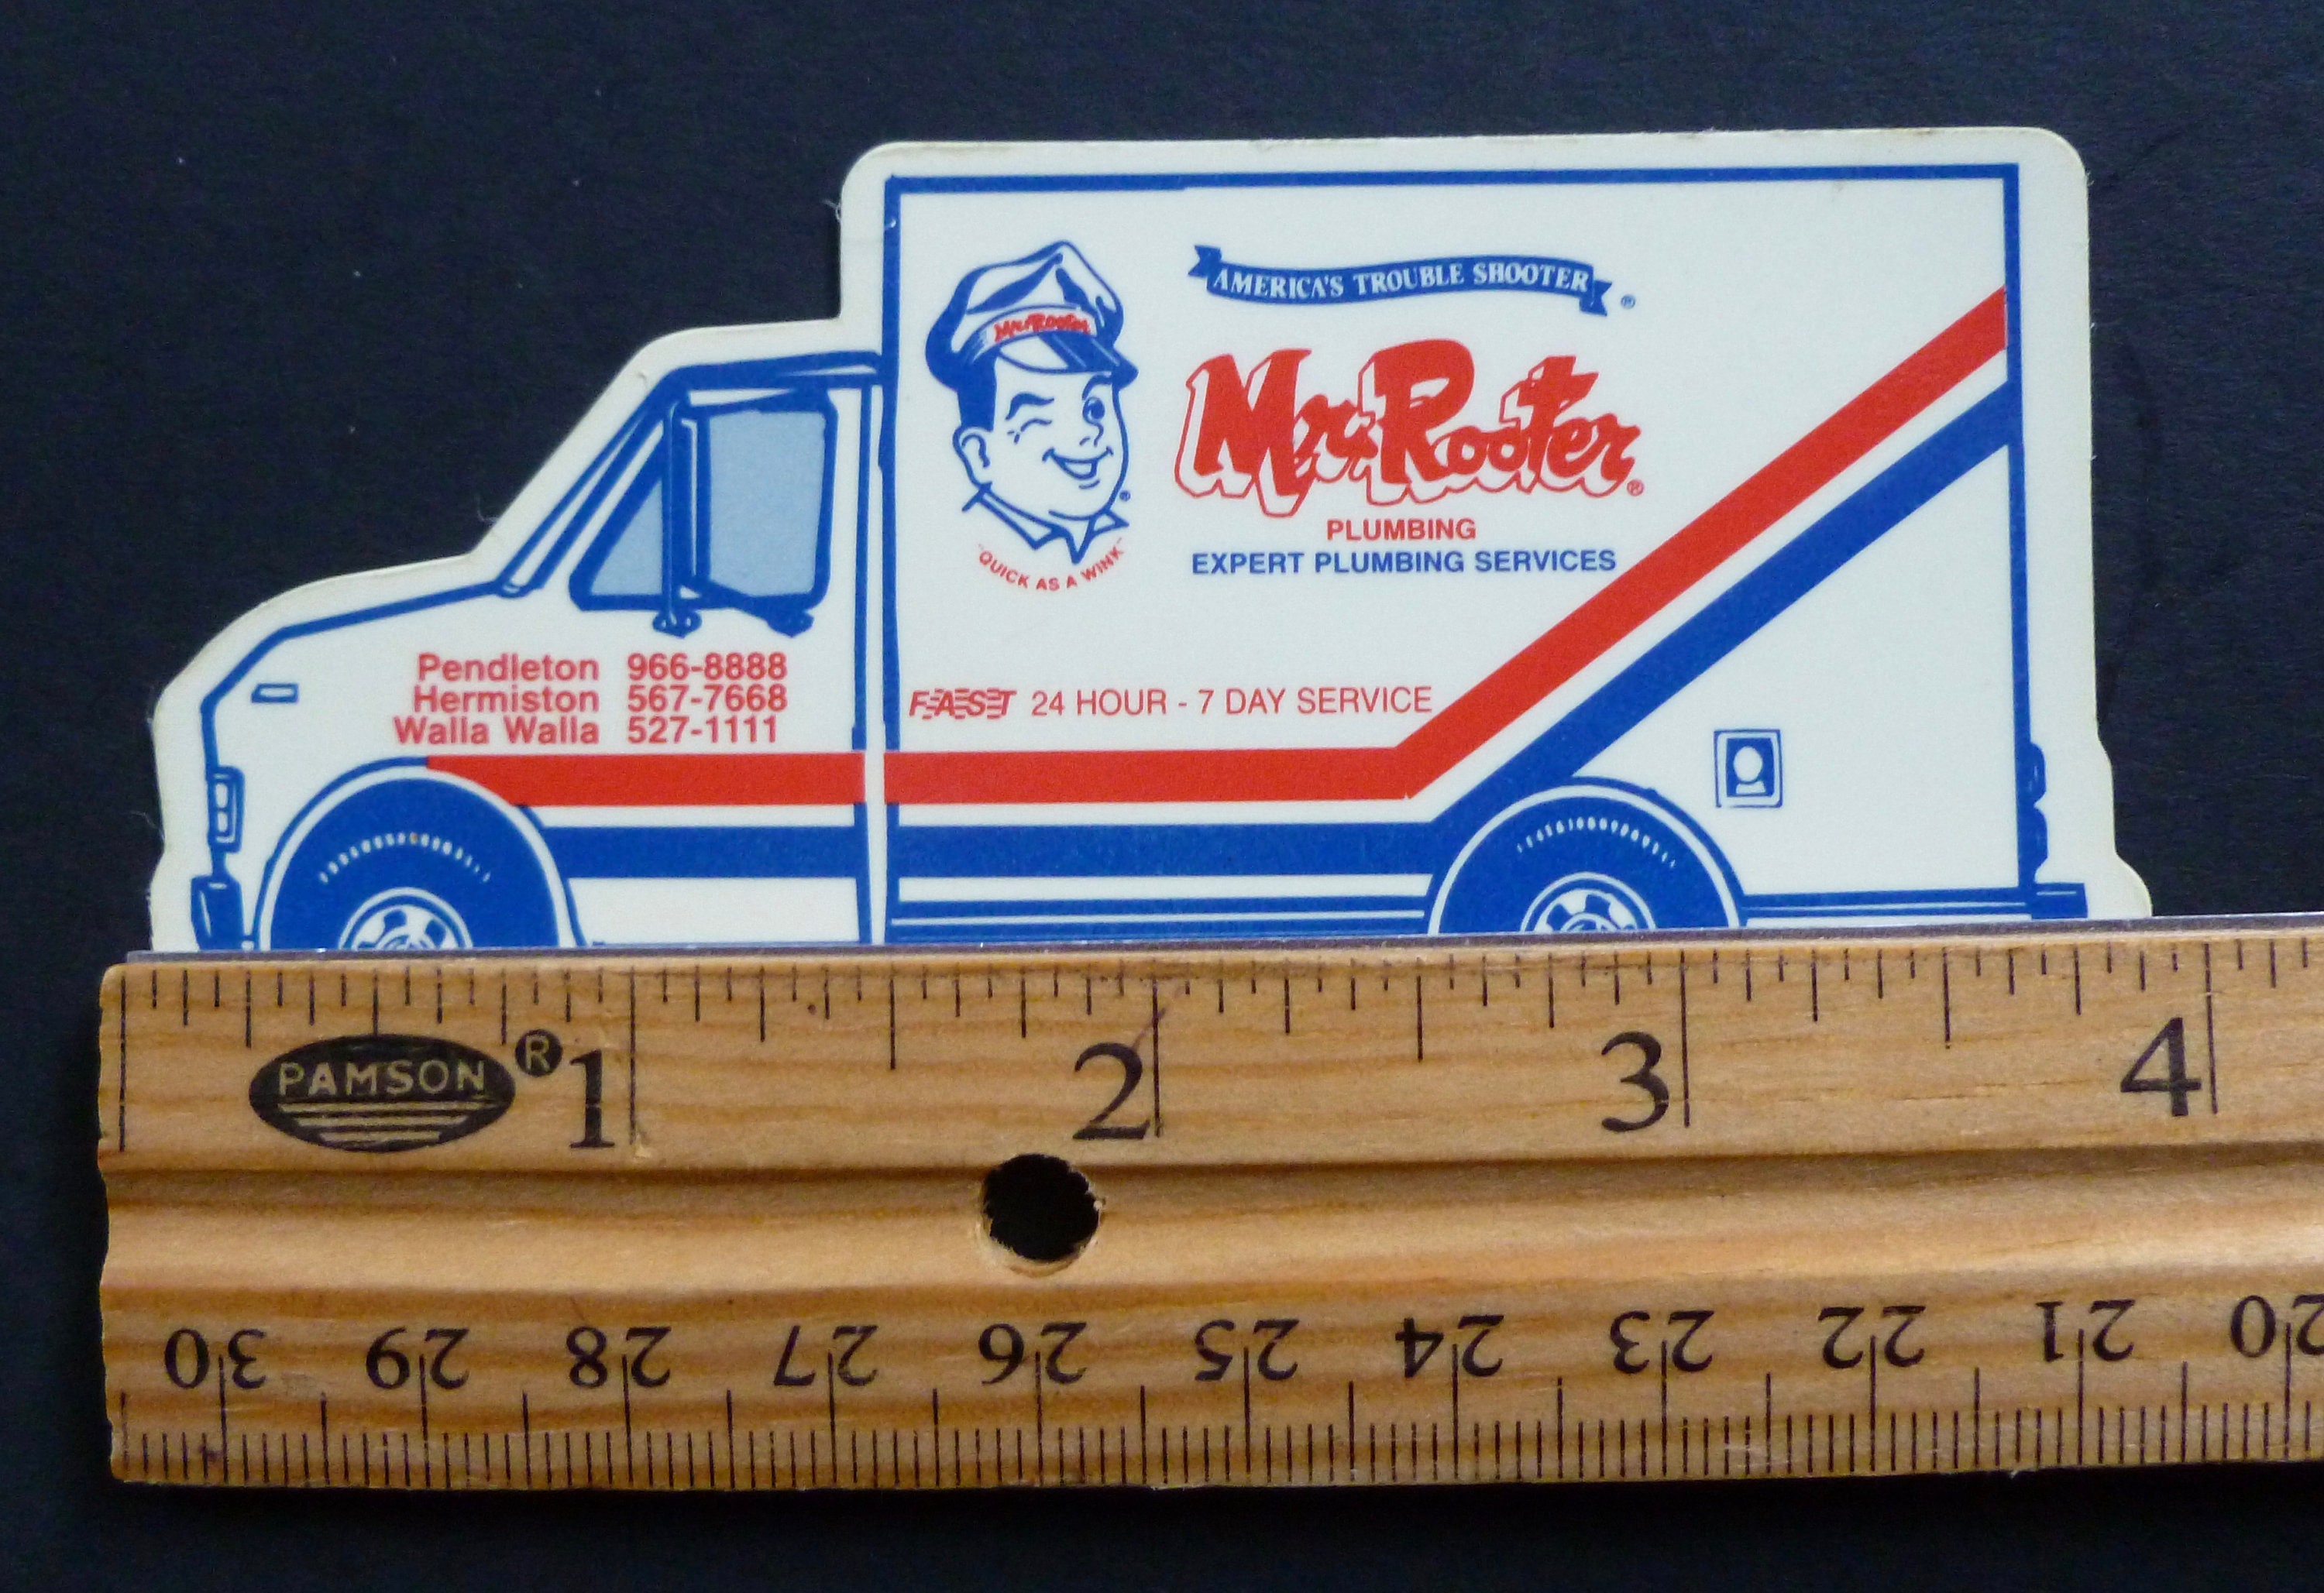 AMERICA'S TROUBLE SHOOTER ®
Mr. Rooter
Mr. Rooter ®
PLUMBING
EXPERT PLUMBING SERVICES
®
"QUICK AS A WINK"
Pendleton 966-8888
Hermiston 567-7668
Walla Walla 527-1111
FAST 24 HOUR - 7 DAY SERVICE
PAMSON ®
1 2 3 4
30 29 28 27 26 25 24 23 22 21 20